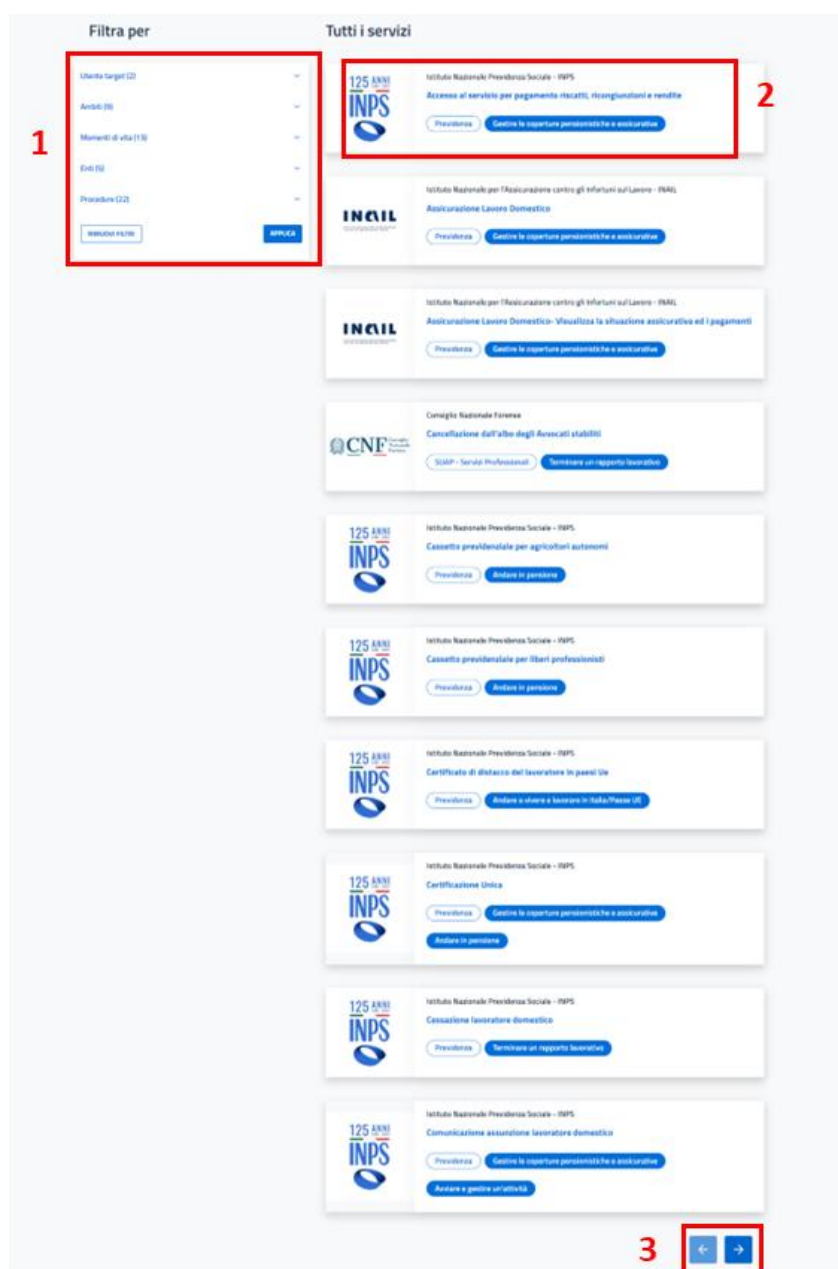 Filtra per
Utente target (2)
Ambiti (9)
Momenti di vita (13)
Enti (5)
Procedure (22)
RIMUOVI FILTRI
APPLICA
1
Tutti i servizi
2
125 ANNI
INPS
Istituto Nazionale Previdenza Sociale - INPS
Accesso al servizio per pagamento riscatti, ricongiunzioni e rendite
Previdenza
Gestire le coperture pensionistiche e assicurative
INAIL
Istituto Nazionale per l'Assicurazione contro gli Infortuni sul Lavoro - INAIL
Assicurazione Lavoro Domestico
Previdenza
Gestire le coperture pensionistiche e assicurative
INAIL
Istituto Nazionale per l'Assicurazione contro gli Infortuni sul Lavoro - INAIL
Assicurazione Lavoro Domestico- Visualizza la situazione assicurativa ed i pagamenti
Previdenza
Gestire le coperture pensionistiche e assicurative
CNF
Consiglio
Nazionale
Forense
Consiglio Nazionale Forense
Cancellazione dall'albo degli Avvocati stabiliti
SUAP - Servizi Professionali
Terminare un rapporto lavorativo
125 ANNI
INPS
Istituto Nazionale Previdenza Sociale - INPS
Cassetto previdenziale per agricoltori autonomi
Previdenza
Andare in pensione
125 ANNI
INPS
Istituto Nazionale Previdenza Sociale - INPS
Cassetto previdenziale per liberi professionisti
Previdenza
Andare in pensione
125 ANNI
INPS
Istituto Nazionale Previdenza Sociale - INPS
Certificato di distacco del lavoratore in paesi Ue
Previdenza
Andare a vivere e lavorare in Italia/Paese UE
125 ANNI
INPS
Istituto Nazionale Previdenza Sociale - INPS
Certificazione Unica
Previdenza
Gestire le coperture pensionistiche e assicurative
Andare in pensione
125 ANNI
INPS
Istituto Nazionale Previdenza Sociale - INPS
Cessazione lavoratore domestico
Previdenza
Terminare un rapporto lavorativo
125 ANNI
INPS
Istituto Nazionale Previdenza Sociale - INPS
Comunicazione assunzione lavoratore domestico
Previdenza
Gestire le coperture pensionistiche e assicurative
Avviare e gestire un'attività
3